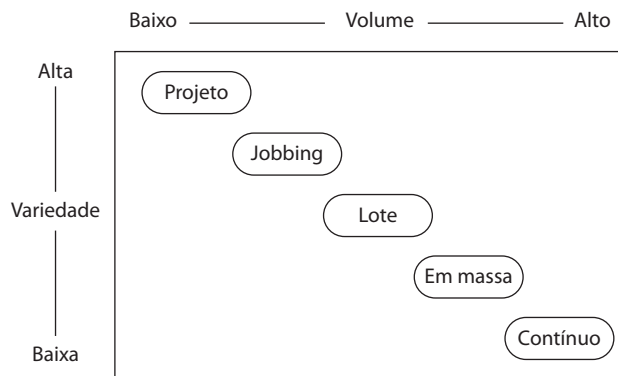 Baixo Volume Alto
Alta
Projeto
Jobbing
Variedade
Lote
Em massa
Contínuo
Baixa